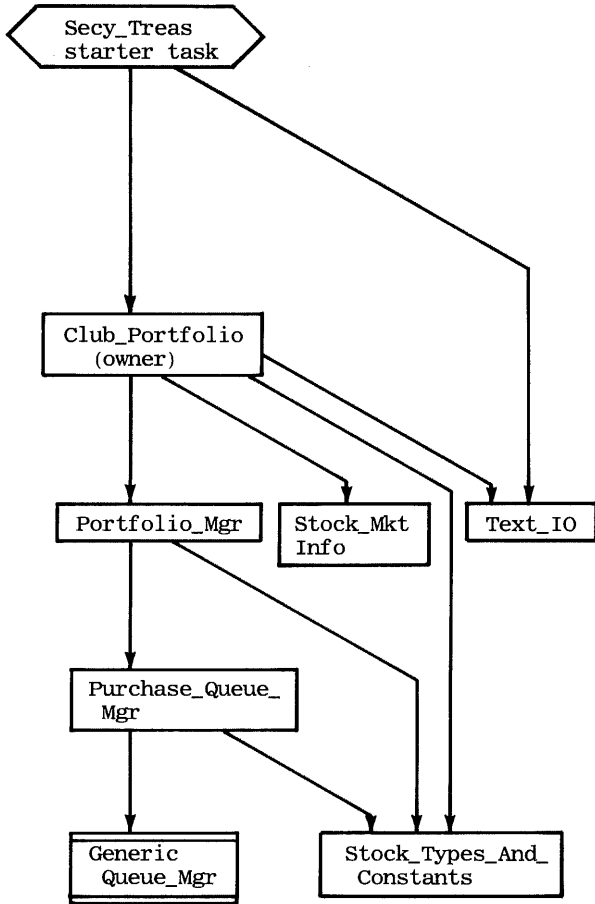 Secy_Treas
starter task
Club_Portfolio
(owner)
Portfolio_Mgr
Stock_Mkt
Info
Text_IO
Purchase_Queue_
Mgr
Generic
Queue_Mgr
Stock_Types_And_
Constants